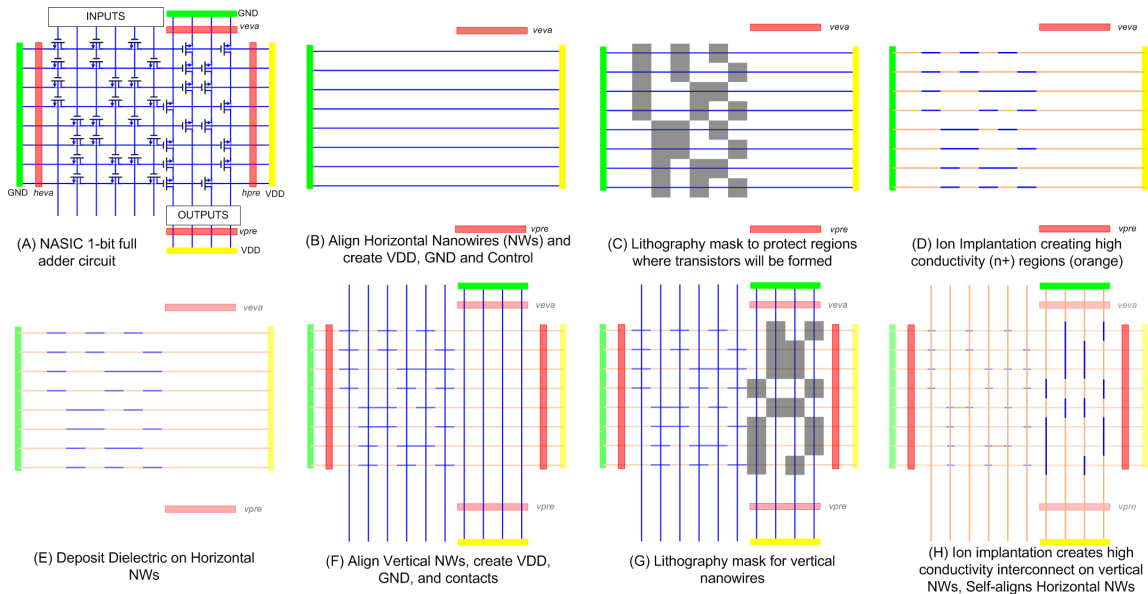 INPUTS
GND
veva
GND
heva
hpre
VDD
OUTPUTS
vpre
VDD
(A) NASIC 1-bit full
adder circuit
veva
vpre
(B) Align Horizontal Nanowires (NWs) and
create VDD, GND and Control
veva
vpre
(C) Lithography mask to protect regions
where transistors will be formed
veva
vpre
(D) Ion Implantation creating high
conductivity (n+) regions (orange)
veva
vpre
(E) Deposit Dielectric on Horizontal
NWs
veva
vpre
(F) Align Vertical NWs, create VDD,
GND, and contacts
veva
vpre
(G) Lithography mask for vertical
nanowires
veva
vpre
(H) Ion implantation creates high
conductivity interconnect on vertical
NWs, Self-aligns Horizontal NWs